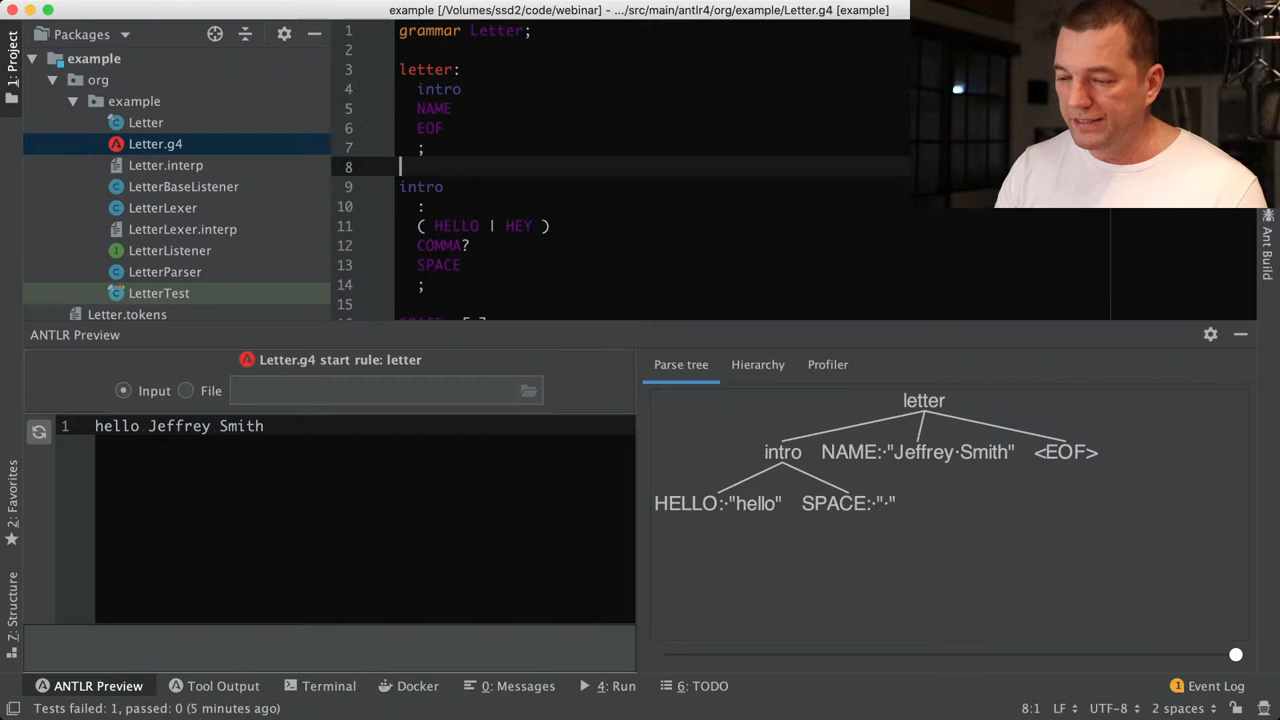 example [/Volumes/ssd2/code/webinar] - .../src/main/antlr4/org/example/Letter.g4 [example]
1: Project
Packages
example
org
example
Letter
Letter.g4
Letter.interp
LetterBaseListener
LetterLexer
LetterLexer.interp
LetterListener
LetterParser
LetterTest
Letter.tokens
1 grammar Letter;
2
3 letter:
4 intro
5 NAME
6 EOF
7 ;
8
9 intro
10 :
11 ( HELLO | HEY )
12 COMMA?
13 SPACE
14 ;
15
Ant Build
ANTLR Preview
Letter.g4 start rule: letter
Input
File
1 hello Jeffrey Smith
Parse tree
Hierarchy
Profiler
letter
intro NAME:·"Jeffrey·Smith" <EOF>
HELLO:·"hello" SPACE:·"·"
2: Favorites
7: Structure
ANTLR Preview
Tool Output
Terminal
Docker
0: Messages
4: Run
6: TODO
1 Event Log
Tests failed: 1, passed: 0 (5 minutes ago)
8:1 LF UTF-8 2 spaces